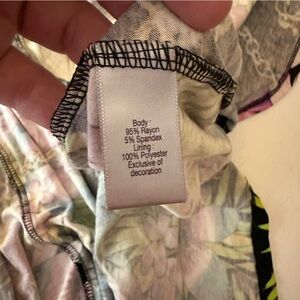 Body :
95% Rayon
5% Spandex
Lining :
100% Polyester
Exclusive of
decoration